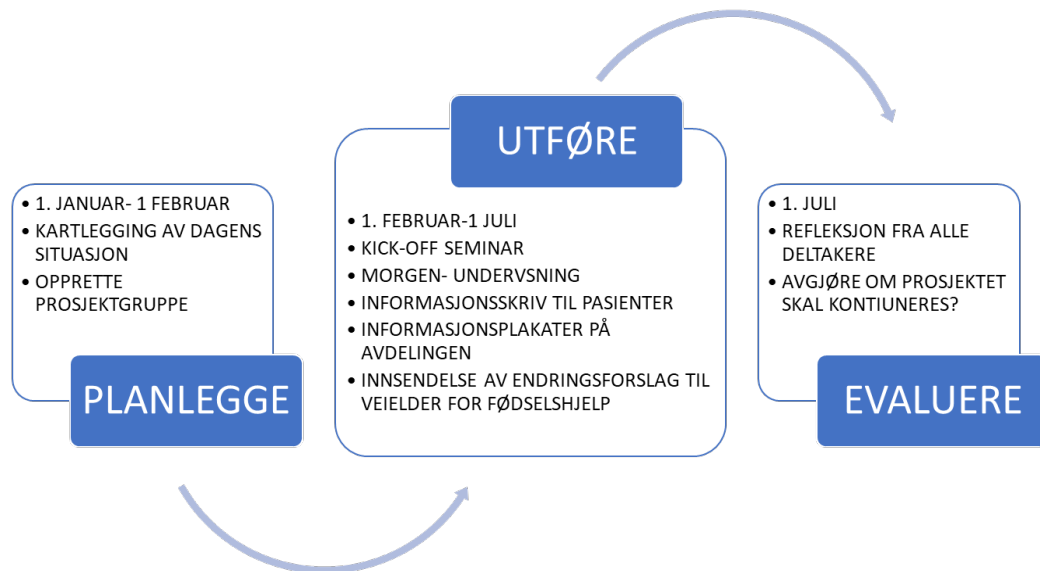 • 1. JANUAR- 1 FEBRUAR
• KARTLEGGING AV DAGENS
SITUASJON
• OPPRETTE
PROSJEKTGRUPPE
PLANLEGGE
UTFØRE
• 1. FEBRUAR-1 JULI
• KICK-OFF SEMINAR
• MORGEN- UNDERVSNING
• INFORMASJONSSKRIV TIL PASIENTER
• INFORMASJONSPLAKATER PÅ
AVDELINGEN
• INNSENDELSE AV ENDRINGSFORSLAG TIL
VEIELDER FOR FØDSELSHJELP
• 1. JULI
• REFLEKSJON FRA ALLE
DELTAKERE
• AVGJØRE OM PROSJEKTET
SKAL KONTIUNERES?
EVALUERE